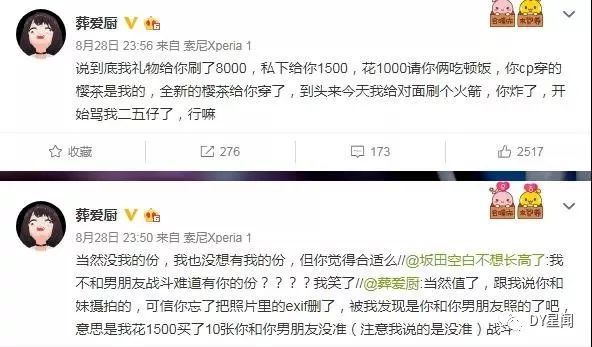 葬爱厨
8月28日 23:56 来自 索尼Xperia 1
说到底我礼物给你刷了8000，私下给你1500，花1000请你俩吃顿饭，你cp穿的
樱茶是我的，全新的樱茶给你穿了，到头来今天我给对面刷个火箭，你炸了，开
始骂我二五仔了，行嘛
收藏 276 173 2517
葬爱厨
8月28日 23:50 来自 索尼Xperia 1
当然没我的份，我也没想有我的份，但你觉得合适么//@坂田空白不想长高了:我
不和男朋友战斗难道有你的份？？？？我笑了//@葬爱厨:当然值了，跟我说你和
妹摄拍的，可信你忘了把照片里的exif删了，被我发现是你和你男朋友照的了吧，
意思是我花1500买了10张你和你男朋友没准（注意我说的是没准）战斗
DY星闻